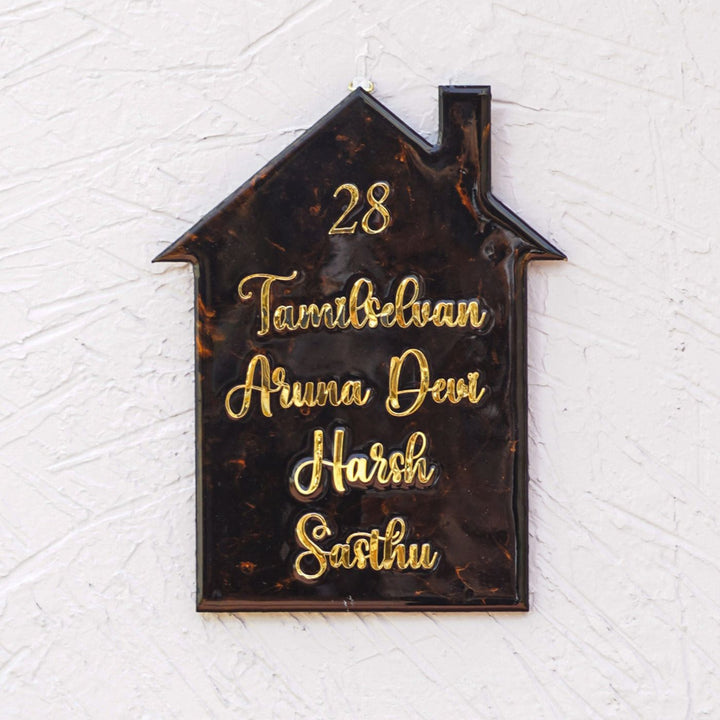 28
Tamilselvan
Aruna Devi
Harsh
Sasthu